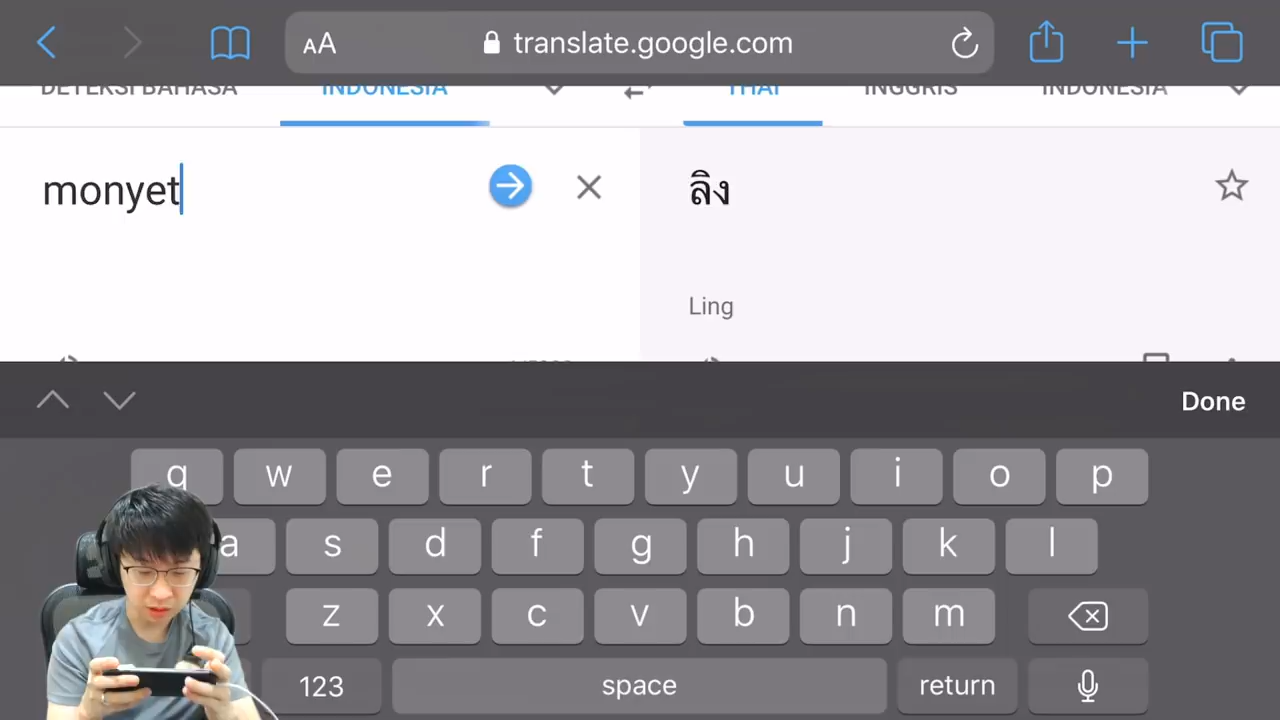 AA translate.google.com
DETEKSI BAHASA INDONESIA THAI INGGRIS INDONESIA
monyet ลิง
Ling
Done
q w e r t y u i o p
a s d f g h j k l
z x c v b n m
123 space return